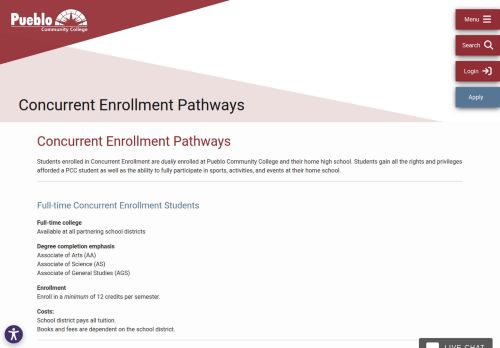 Pueblo
Community College
Menu
Search
Login
Apply
Concurrent Enrollment Pathways
Concurrent Enrollment Pathways
Students enrolled in Concurrent Enrollment are dually enrolled at Pueblo Community College and their home high school. Students gain all the rights and privileges
afforded a PCC student as well as the ability to fully participate in sports, activities, and events at their home school.
Full-time Concurrent Enrollment Students
Full-time college
Available at all partnering school districts
Degree completion emphasis
Associate of Arts (AA)
Associate of Science (AS)
Associate of General Studies (AGS)
Enrollment
Enroll in a minimum of 12 credits per semester.
Costs:
School district pays all tuition.
Books and fees are dependent on the school district.
LIVE CHAT